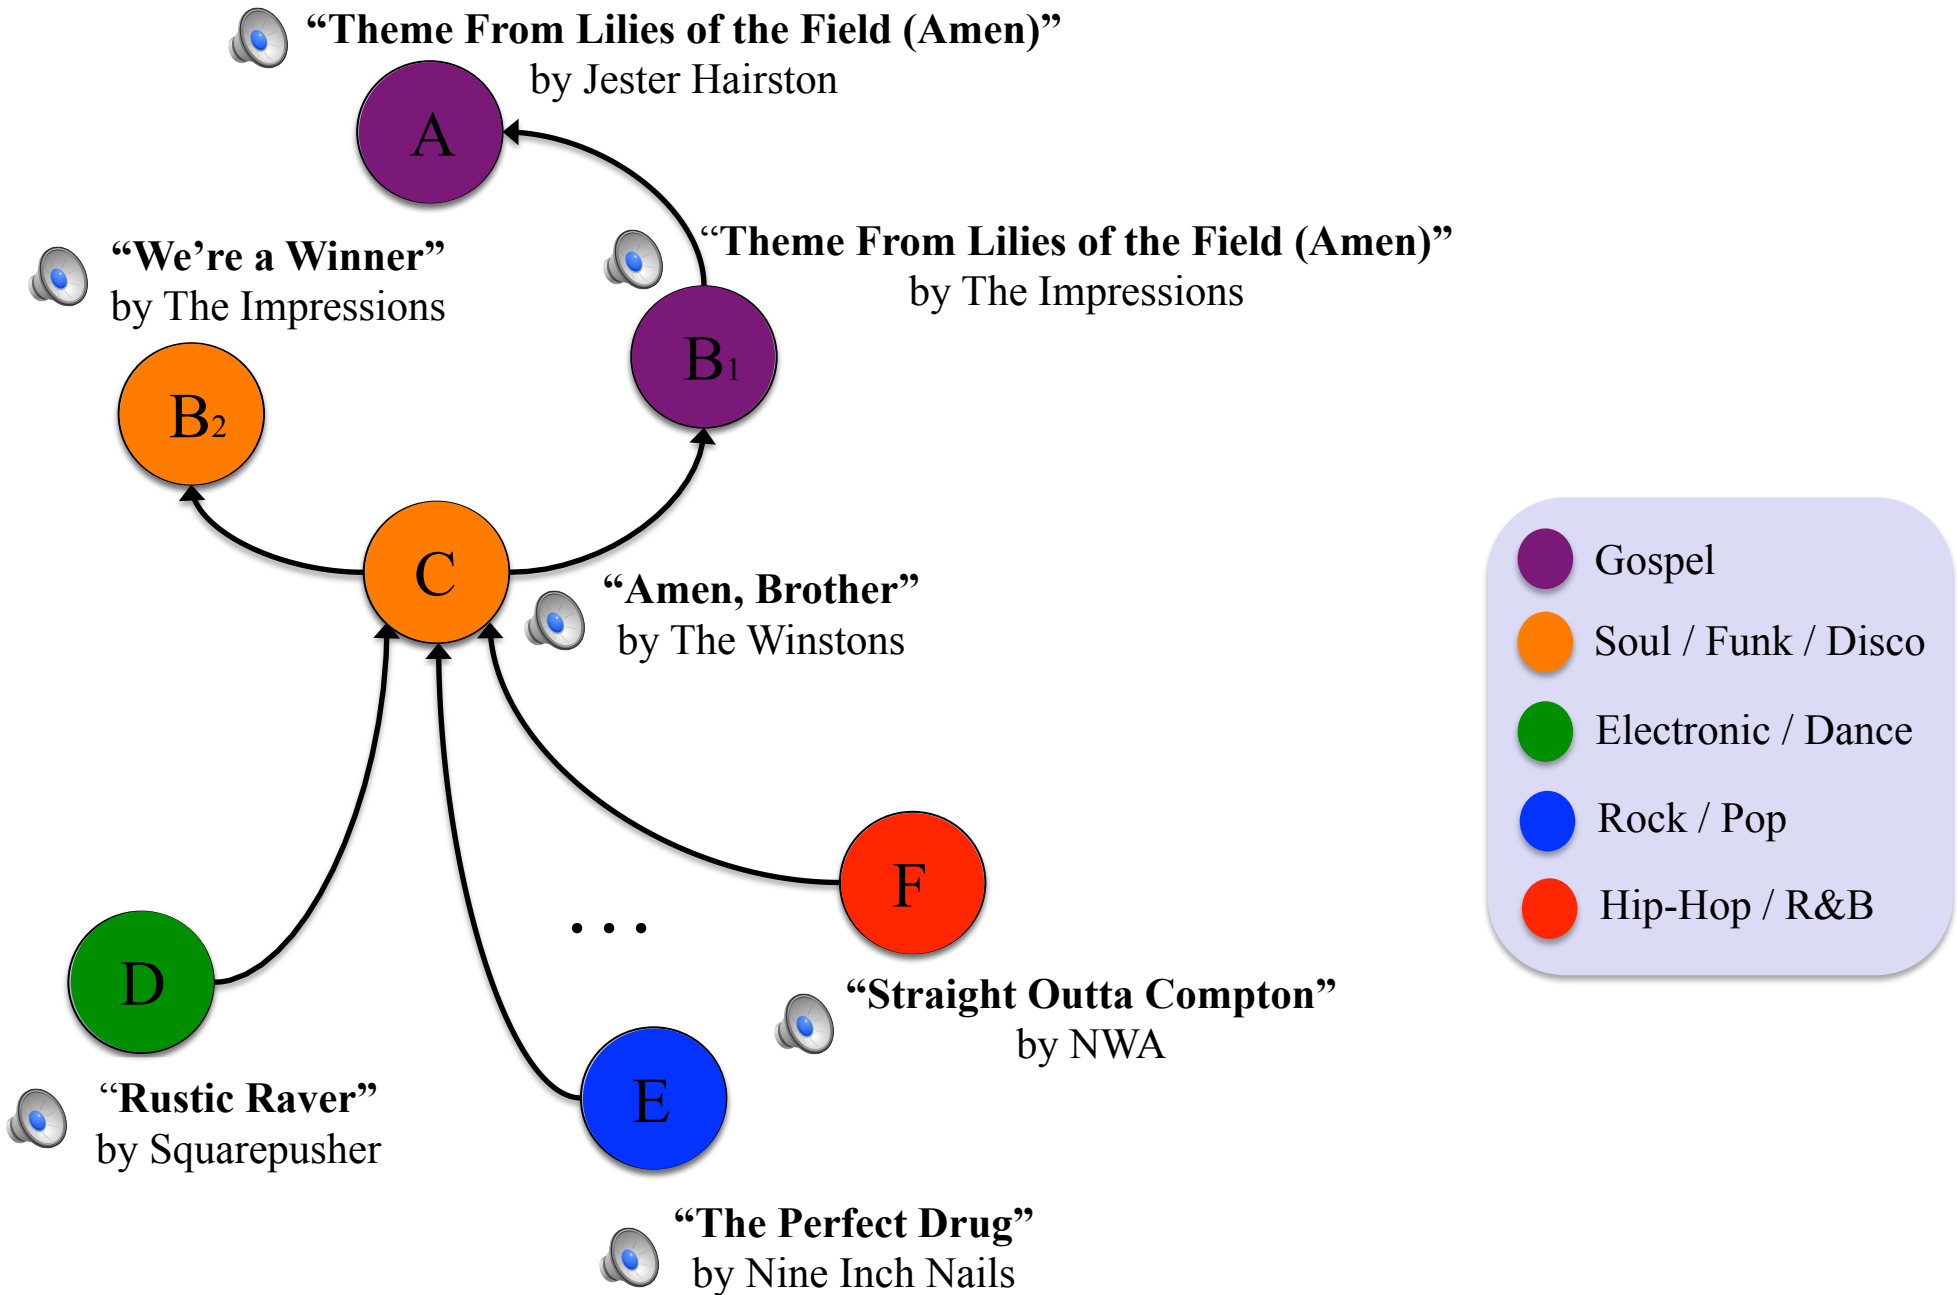 “Theme From Lilies of the Field (Amen)”
by Jester Hairston
A
“Theme From Lilies of the Field (Amen)”
by The Impressions
“We’re a Winner”
by The Impressions
B1
B2
C
“Amen, Brother”
by The Winstons
Gospel
Soul / Funk / Disco
Electronic / Dance
Rock / Pop
Hip-Hop / R&B
F
. . .
D
“Straight Outta Compton”
by NWA
E
“Rustic Raver”
by Squarepusher
“The Perfect Drug”
by Nine Inch Nails